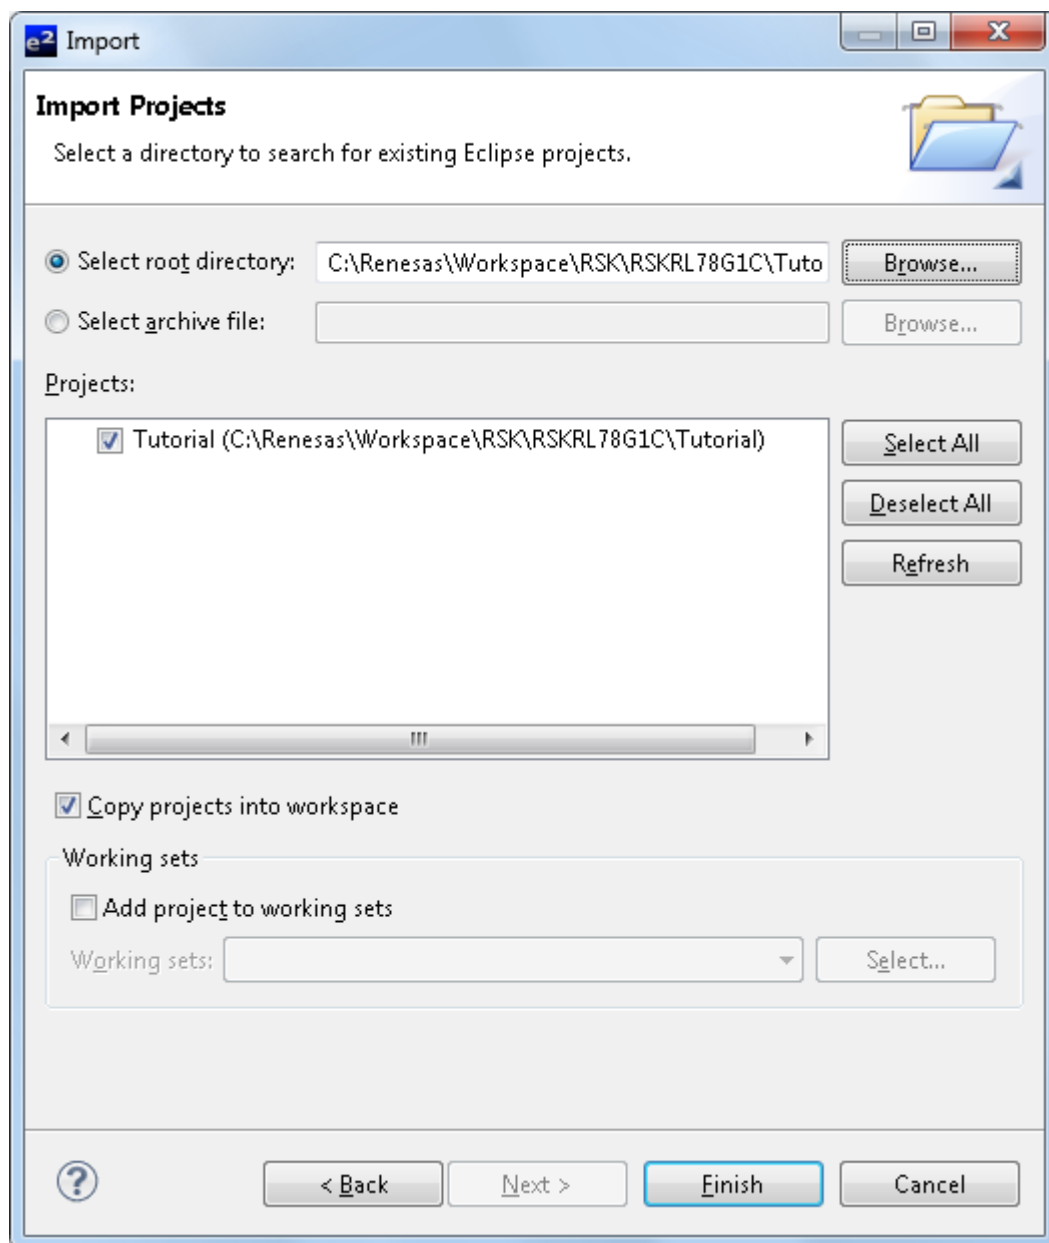 e² Import
Import Projects
Select a directory to search for existing Eclipse projects.
Select root directory: C:\Renesas\Workspace\RSK\RSKRL78G1C\Tuto Browse...
Select archive file: Browse...
Projects:
Tutorial (C:\Renesas\Workspace\RSK\RSKRL78G1C\Tutorial) Select All
Deselect All
Refresh
Copy projects into workspace
Working sets
Add project to working sets
Working sets: Select...
? < Back Next > Finish Cancel